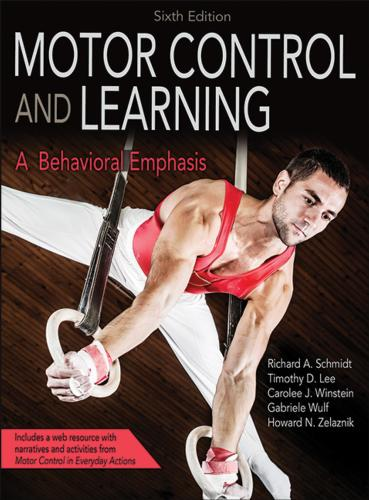 Sixth Edition
MOTOR CONTROL
AND LEARNING
A Behavioral Emphasis
Richard A. Schmidt
Timothy D. Lee
Carolee J. Winstein
Gabriele Wulf
Howard N. Zelaznik
Includes a web resource with
narratives and activities from
Motor Control in Everyday Actions